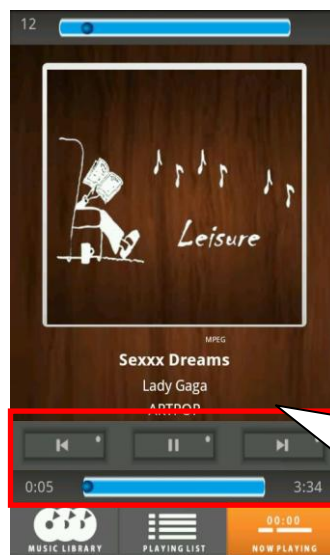 12
Leisure
MPEG
Sexxx Dreams
Lady Gaga
ARTPOP
0:05 3:34
00:00
MUSIC LIBRARY PLAYING LIST NOW PLAYING